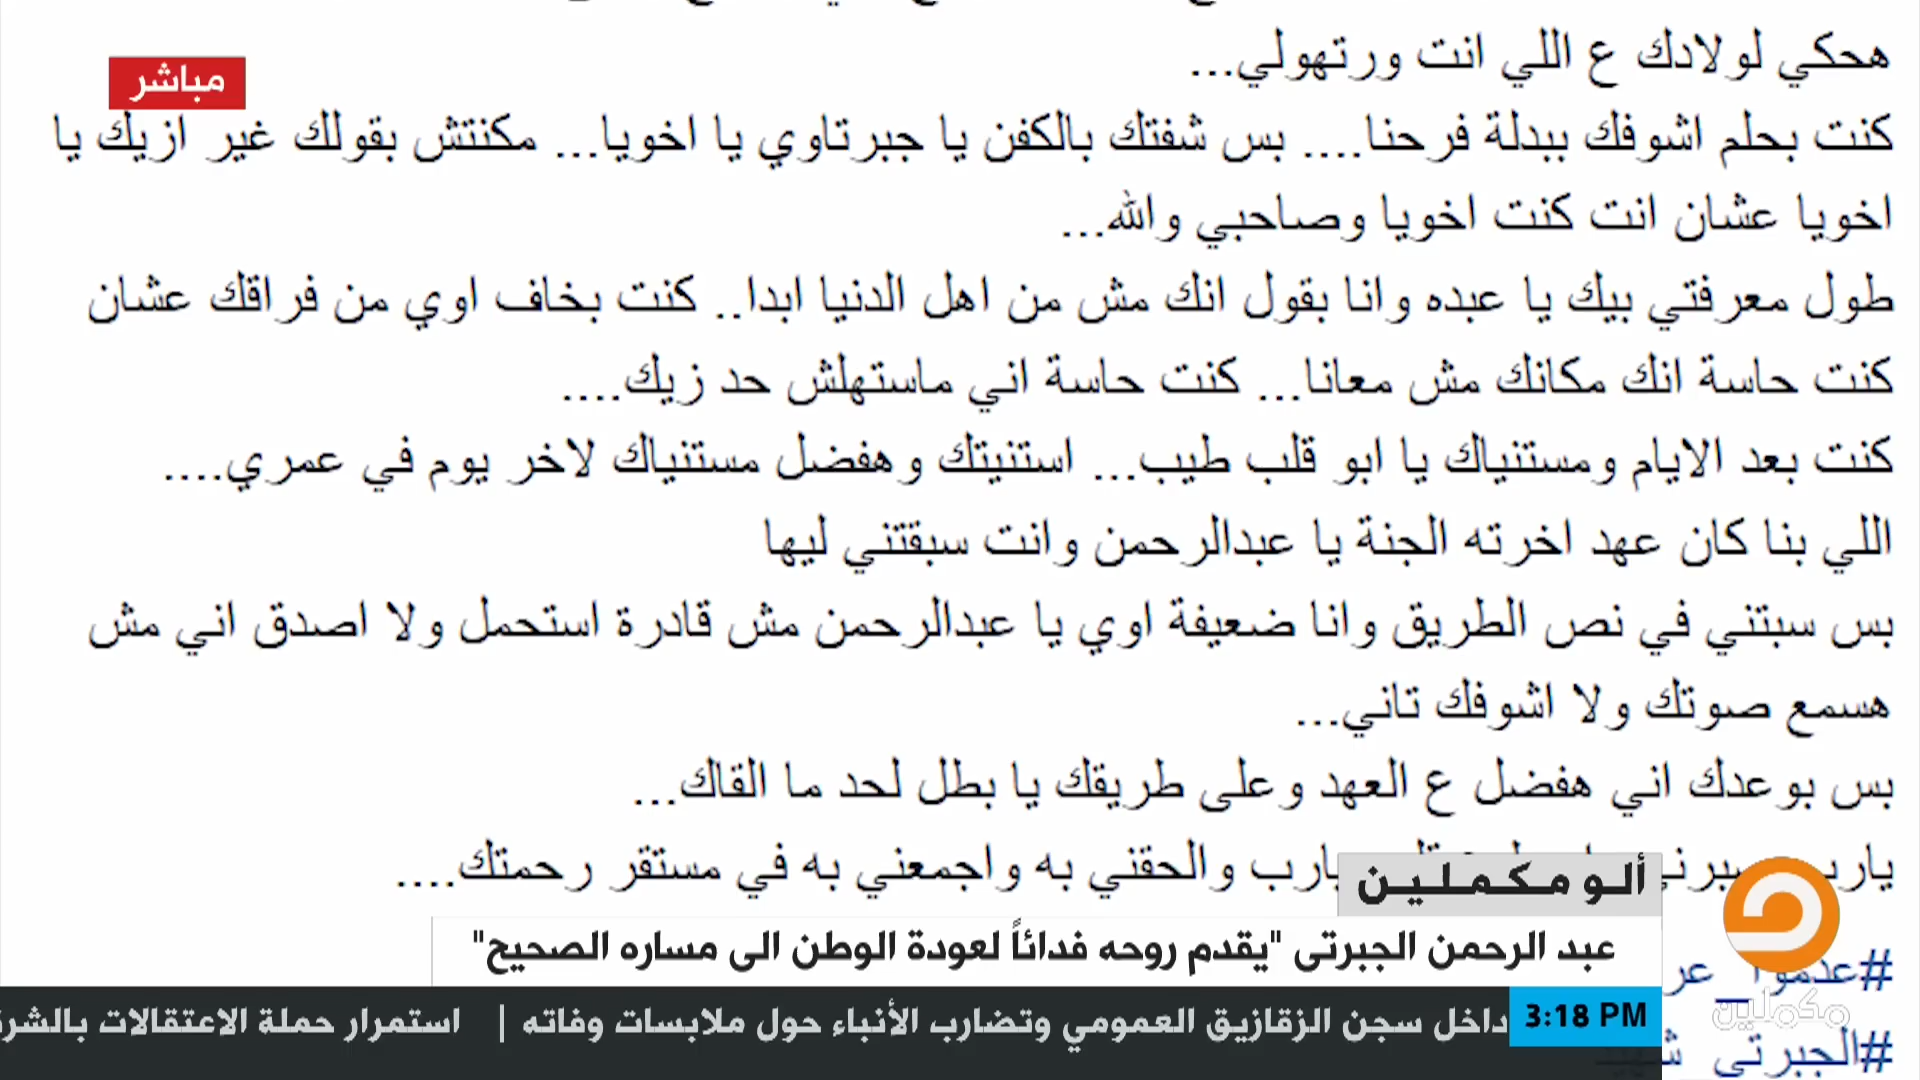 هحكي لولادك ع اللي انت ورتهولي...
مباشر
كنت بحلم اشوفك ببدلة فرحنا.... بس شفتك بالكفن يا جبرتاوي يا اخويا... مكنتش بقولك غير ازيك يا
اخويا عشان انت كنت اخويا وصاحبي والله...
طول معرفتي بيك يا عبده وانا بقول انك مش من اهل الدنيا ابدا.. كنت بخاف اوي من فراقك عشان
كنت حاسة انك مكانك مش معانا... كنت حاسة اني ماستهلش حد زيك....
كنت بعد الايام ومستنياك يا ابو قلب طيب... استنيتك وهفضل مستنياك لاخر يوم في عمري....
اللي بنا كان عهد اخرته الجنة يا عبدالرحمن وانت سبقتني ليها
بس سبتني في نص الطريق وانا ضعيفة اوي يا عبدالرحمن مش قادرة استحمل ولا اصدق اني مش
هسمع صوتك ولا اشوفك تاني...
بس بوعدك اني هفضل ع العهد وعلى طريقك يا بطل لحد ما القاك...
يارب والحقني به واجمعني به في مستقر رحمتك....
ألو مكملين
عبد الرحمن الجبرتى "يقدم روحه فدائاً لعودة الوطن الى مساره الصحيح"
#عدموا_عر
مكملين
3:18 PM
داخل سجن الزقازيق العمومي وتضارب الأنباء حول ملابسات وفاته | استمرار حملة الاعتقالات
#الجبرتي